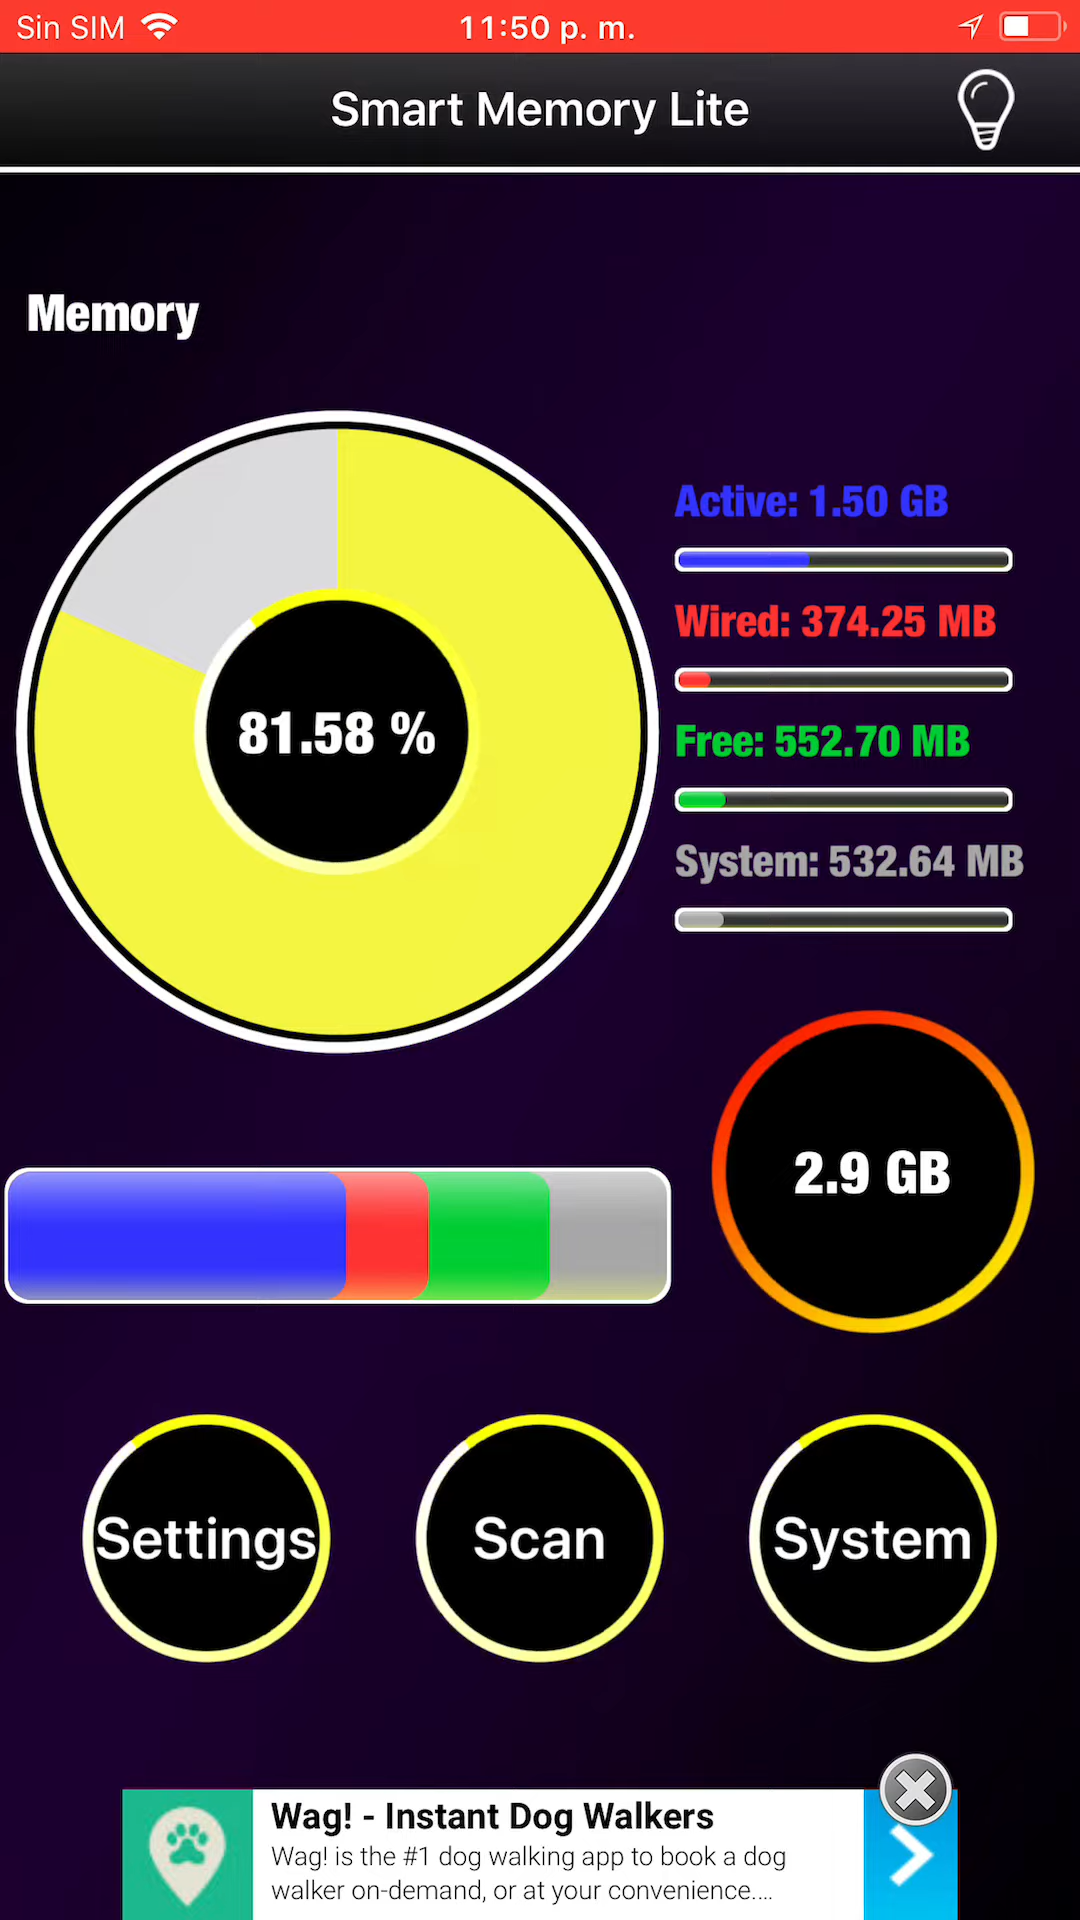 Sin SIM
11:50 p. m.
Smart Memory Lite
Memory
Active: 1.50 GB
Wired: 374.25 MB
Free: 552.70 MB
System: 532.64 MB
81.58 %
2.9 GB
Settings
Scan
System
Wag! - Instant Dog Walkers
Wag! is the #1 dog walking app to book a dog
walker on-demand, or at your convenience....